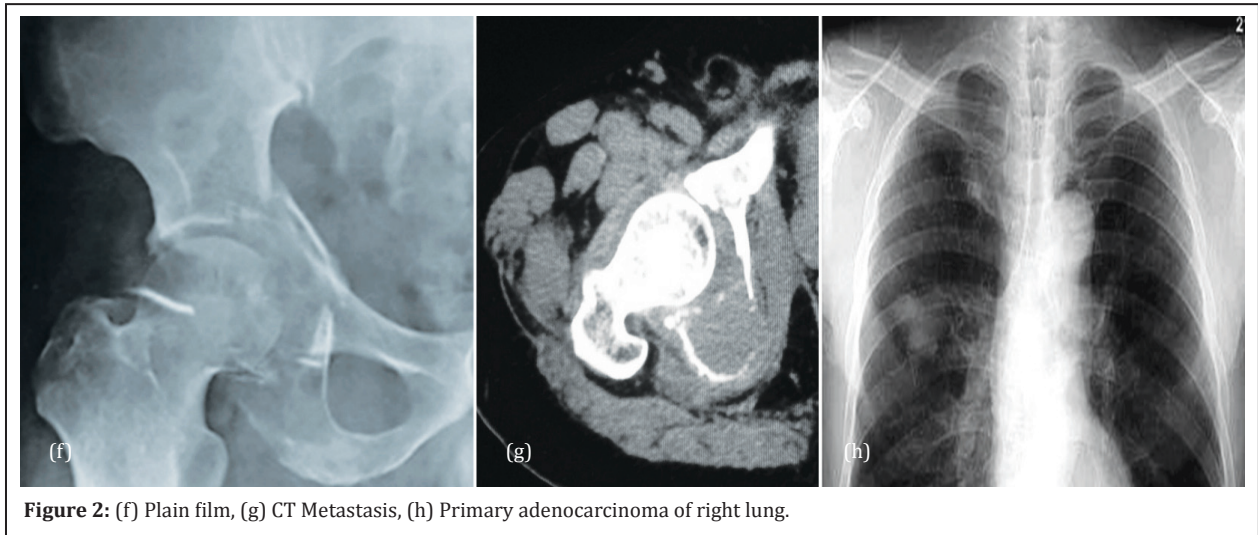 2
(f)
(g)
(h)
Figure 2: (f) Plain film, (g) CT Metastasis, (h) Primary adenocarcinoma of right lung.